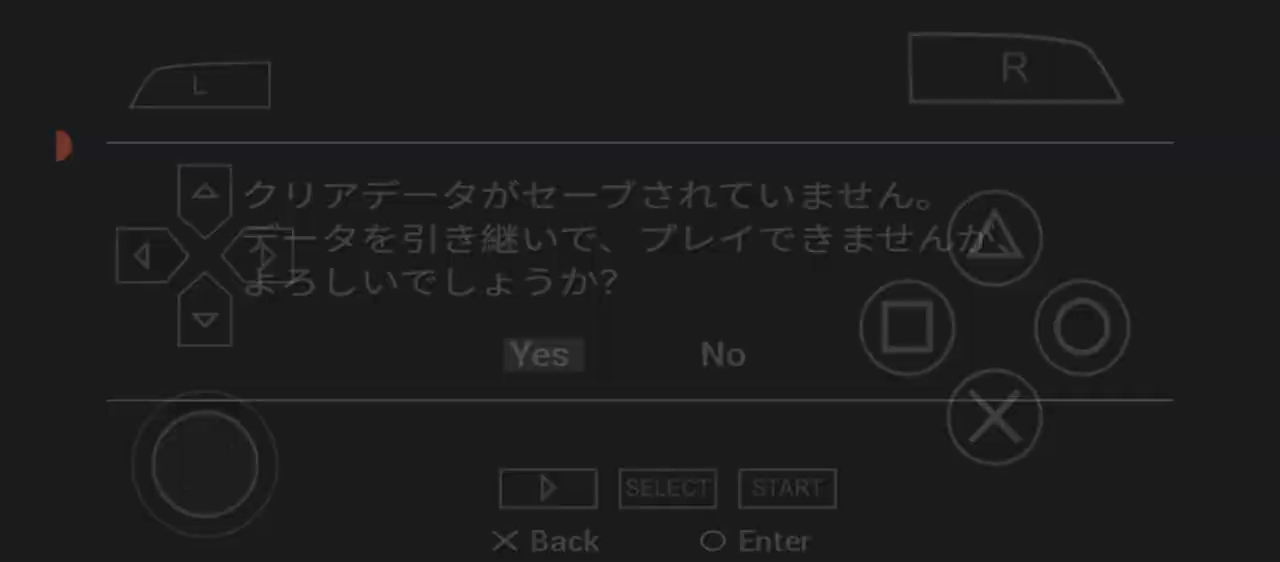 L
R
クリアデータがセーブされていません。
データを引き継いで、プレイできませんが
よろしいでしょうか?
Yes No
SELECT START
Back Enter